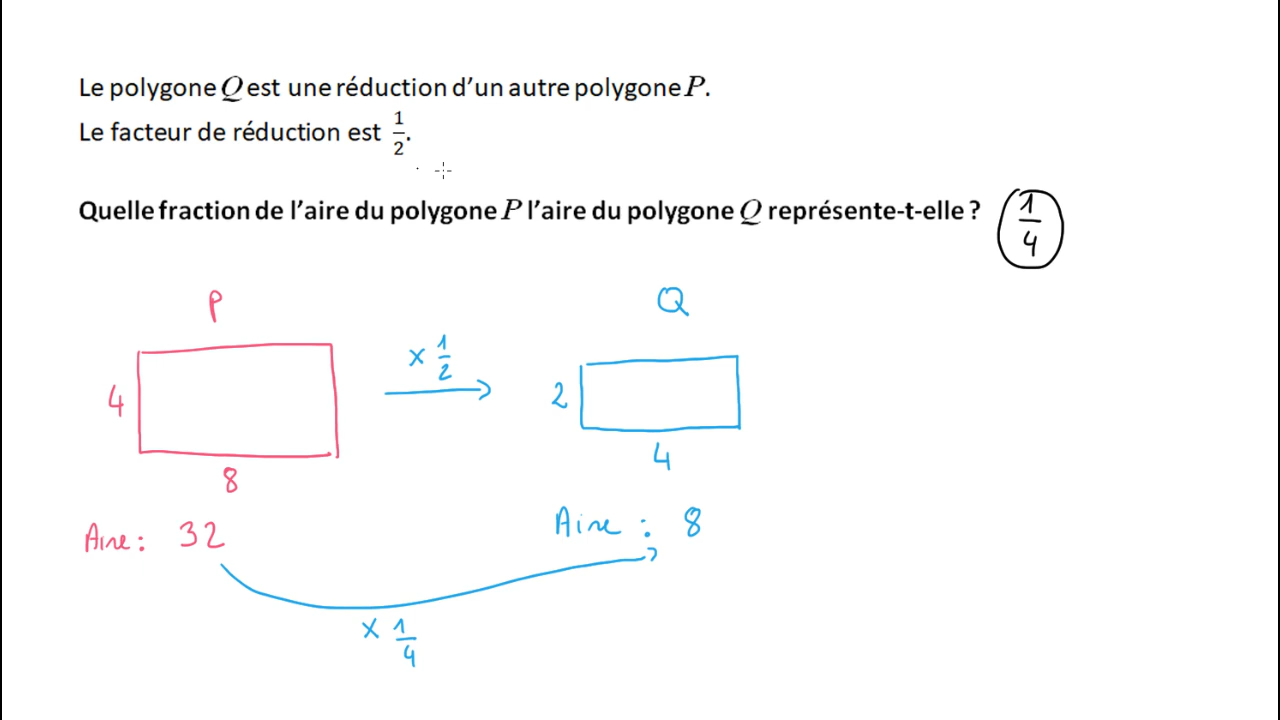 Le polygone Q est une réduction d'un autre polygone P.
Le facteur de réduction est 1/2.
Quelle fraction de l'aire du polygone P l'aire du polygone Q représente-t-elle ? 1/4
P
Q
x 1/2
4
2
8
4
Aire : 32
Aire : 8
x 1/4